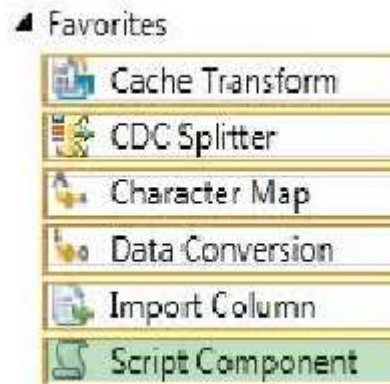 Favorites
Cache Transform
CDC Splitter
Character Map
Data Conversion
Import Column
Script Component